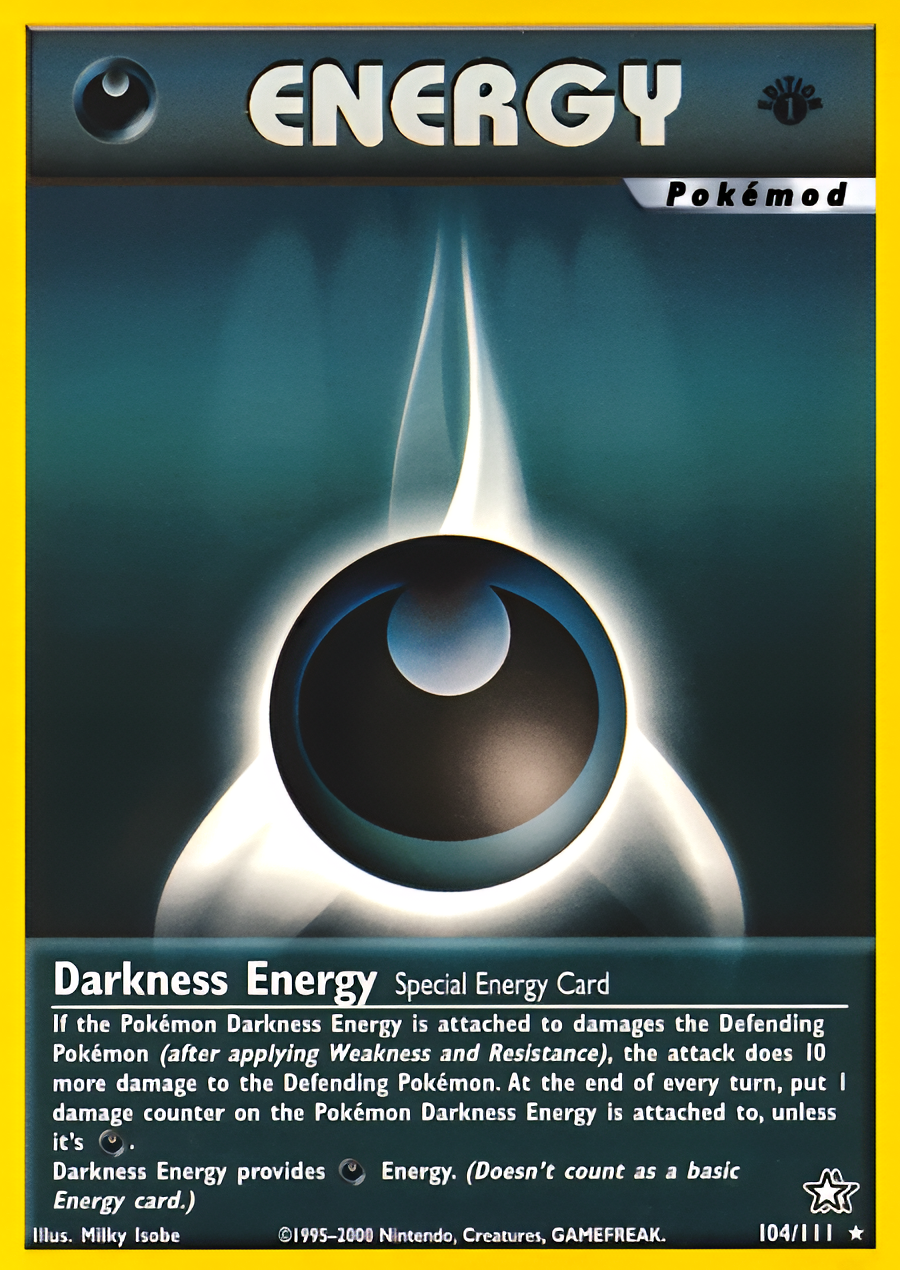 ENERGY
EDITION
1
Pokémod
Darkness Energy Special Energy Card
If the Pokémon Darkness Energy is attached to damages the Defending
Pokémon (after applying Weakness and Resistance), the attack does 10
more damage to the Defending Pokémon. At the end of every turn, put 1
damage counter on the Pokémon Darkness Energy is attached to, unless
it's .
Darkness Energy provides Energy. (Doesn't count as a basic
Energy card.)
Illus. Milky Isobe ©1995–2000 Nintendo, Creatures, GAMEFREAK. 104/111 ★